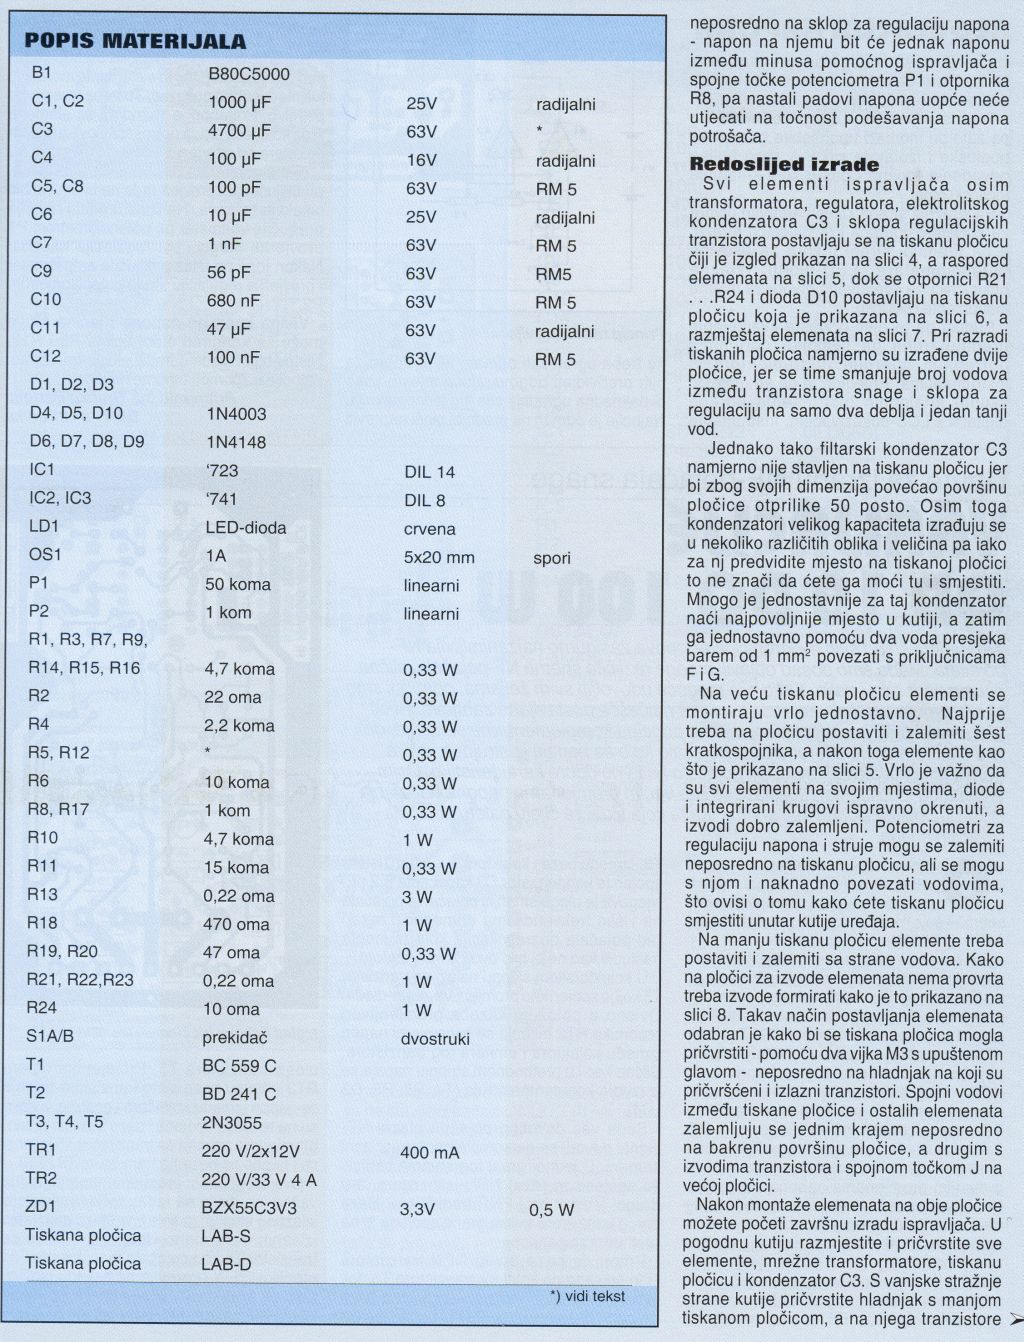 POPIS MATERIJALA
B1 B80C5000
C1, C2 1000 µF 25V radijalni
C3 4700 µF 63V *
C4 100 µF 16V radijalni
C5, C8 100 pF 63V RM 5
C6 10 µF 25V radijalni
C7 1 nF 63V RM 5
C9 56 pF 63V RM5
C10 680 nF 63V RM 5
C11 47 µF 63V radijalni
C12 100 nF 63V RM 5
D1, D2, D3
D4, D5, D10 1N4003
D6, D7, D8, D9 1N4148
IC1 ‘723 DIL 14
IC2, IC3 ‘741 DIL 8
LD1 LED-dioda crvena
OS1 1A 5x20 mm spori
P1 50 koma linearni
P2 1 kom linearni
R1, R3, R7, R9,
R14, R15, R16 4,7 koma 0,33 W
R2 22 oma 0,33 W
R4 2,2 koma 0,33 W
R5, R12 * 0,33 W
R6 10 koma 0,33 W
R8, R17 1 kom 0,33 W
R10 4,7 koma 1 W
R11 15 koma 0,33 W
R13 0,22 oma 3 W
R18 470 oma 1 W
R19, R20 47 oma 0,33 W
R21, R22,R23 0,22 oma 1 W
R24 10 oma 1 W
S1A/B prekidač dvostruki
T1 BC 559 C
T2 BD 241 C
T3, T4, T5 2N3055
TR1 220 V/2x12V 400 mA
TR2 220 V/33 V 4 A
ZD1 BZX55C3V3 3,3V 0,5 W
Tiskana pločica LAB-S
Tiskana pločica LAB-D
*) vidi tekst
neposredno na sklop za regulaciju napona
- napon na njemu bit će jednak naponu
između minusa pomoćnog ispravljača i
spojne točke potenciometra P1 i otpornika
R8, pa nastali padovi napona uopće neće
utjecati na točnost podešavanja napona
potrošača.
Redoslijed izrade
Svi elementi ispravljača osim
transformatora, regulatora, elektrolitskog
kondenzatora C3 i sklopa regulacijskih
tranzistora postavljaju se na tiskanu pločicu
čiji je izgled prikazan na slici 4, a raspored
elemenata na slici 5, dok se otpornici R21
. . .R24 i dioda D10 postavljaju na tiskanu
pločicu koja je prikazana na slici 6, a
razmještaj elemenata na slici 7. Pri razradi
tiskanih pločica namjerno su izrađene dvije
pločice, jer se time smanjuje broj vodova
između tranzistora snage i sklopa za
regulaciju na samo dva deblja i jedan tanji
vod.
Jednako tako filtarski kondenzator C3
namjerno nije stavljen na tiskanu pločicu jer
bi zbog svojih dimenzija povećao površinu
pločice otprilike 50 posto. Osim toga
kondenzatori velikog kapaciteta izrađuju se
u nekoliko različitih oblika i veličina pa iako
za nj predvidite mjesto na tiskanoj pločici
to ne znači da ćete ga moći tu i smjestiti.
Mnogo je jednostavnije za taj kondenzator
naći najpovoljnije mjesto u kutiji, a zatim
ga jednostavno pomoću dva voda presjeka
barem od 1 mm² povezati s priključnicama
F i G.
Na veću tiskanu pločicu elementi se
montiraju vrlo jednostavno. Najprije
treba na pločicu postaviti i zalemiti šest
kratkospojnika, a nakon toga elemente kao
što je prikazano na slici 5. Vrlo je važno da
su svi elementi na svojim mjestima, diode
i integrirani krugovi ispravno okrenuti, a
izvodi dobro zalemljeni. Potenciometri za
regulaciju napona i struje mogu se zalemiti
neposredno na tiskanu pločicu, ali se mogu
s njom i naknadno povezati vodovima,
što ovisi o tomu kako ćete tiskanu pločicu
smjestiti unutar kutije uređaja.
Na manju tiskanu pločicu elemente treba
postaviti i zalemiti sa strane vodova. Kako
na pločici za izvode elemenata nema provrta
treba izvode formirati kako je to prikazano na
slici 8. Takav način postavljanja elemenata
odabran je kako bi se tiskana pločica mogla
pričvrstiti - pomoću dva vijka M3 s upuštenom
glavom - neposredno na hladnjak na koji su
pričvršćeni i izlazni tranzistori. Spojni vodovi
između tiskane pločice i ostalih elemenata
zalemljuju se jednim krajem neposredno
na bakrenu površinu pločice, a drugim s
izvodima tranzistora i spojnom točkom J na
većoj pločici.
Nakon montaže elemenata na obje pločice
možete početi završnu izradu ispravljača. U
pogodnu kutiju razmjestite i pričvrstite sve
elemente, mrežne transformatore, tiskanu
pločicu i kondenzator C3. S vanjske stražnje
strane kutije pričvrstite hladnjak s manjom
tiskanom pločicom, a na njega tranzistore ➢